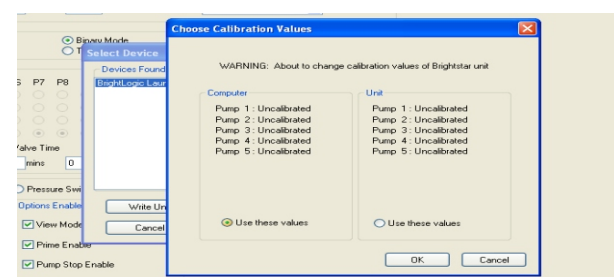 Choose Calibration Values
Binary Mode
Select Device
Devices Found
WARNING: About to change calibration values of Brightstar unit
P7 P8
Computer
Unit
Pump 1 : Uncalibrated
Pump 2 : Uncalibrated
Pump 3 : Uncalibrated
Pump 4 : Uncalibrated
Pump 5 : Uncalibrated
Pump 1 : Uncalibrated
Pump 2 : Uncalibrated
Pump 3 : Uncalibrated
Pump 4 : Uncalibrated
Pump 5 : Uncalibrated
Use these values
Use these values
OK
Cancel
BrightLogic Laur
Valve Time
mins 0
Pressure Swi
Options Enable
Write Un
Cancel
View Mode
Prime Enable
Pump Stop Enable